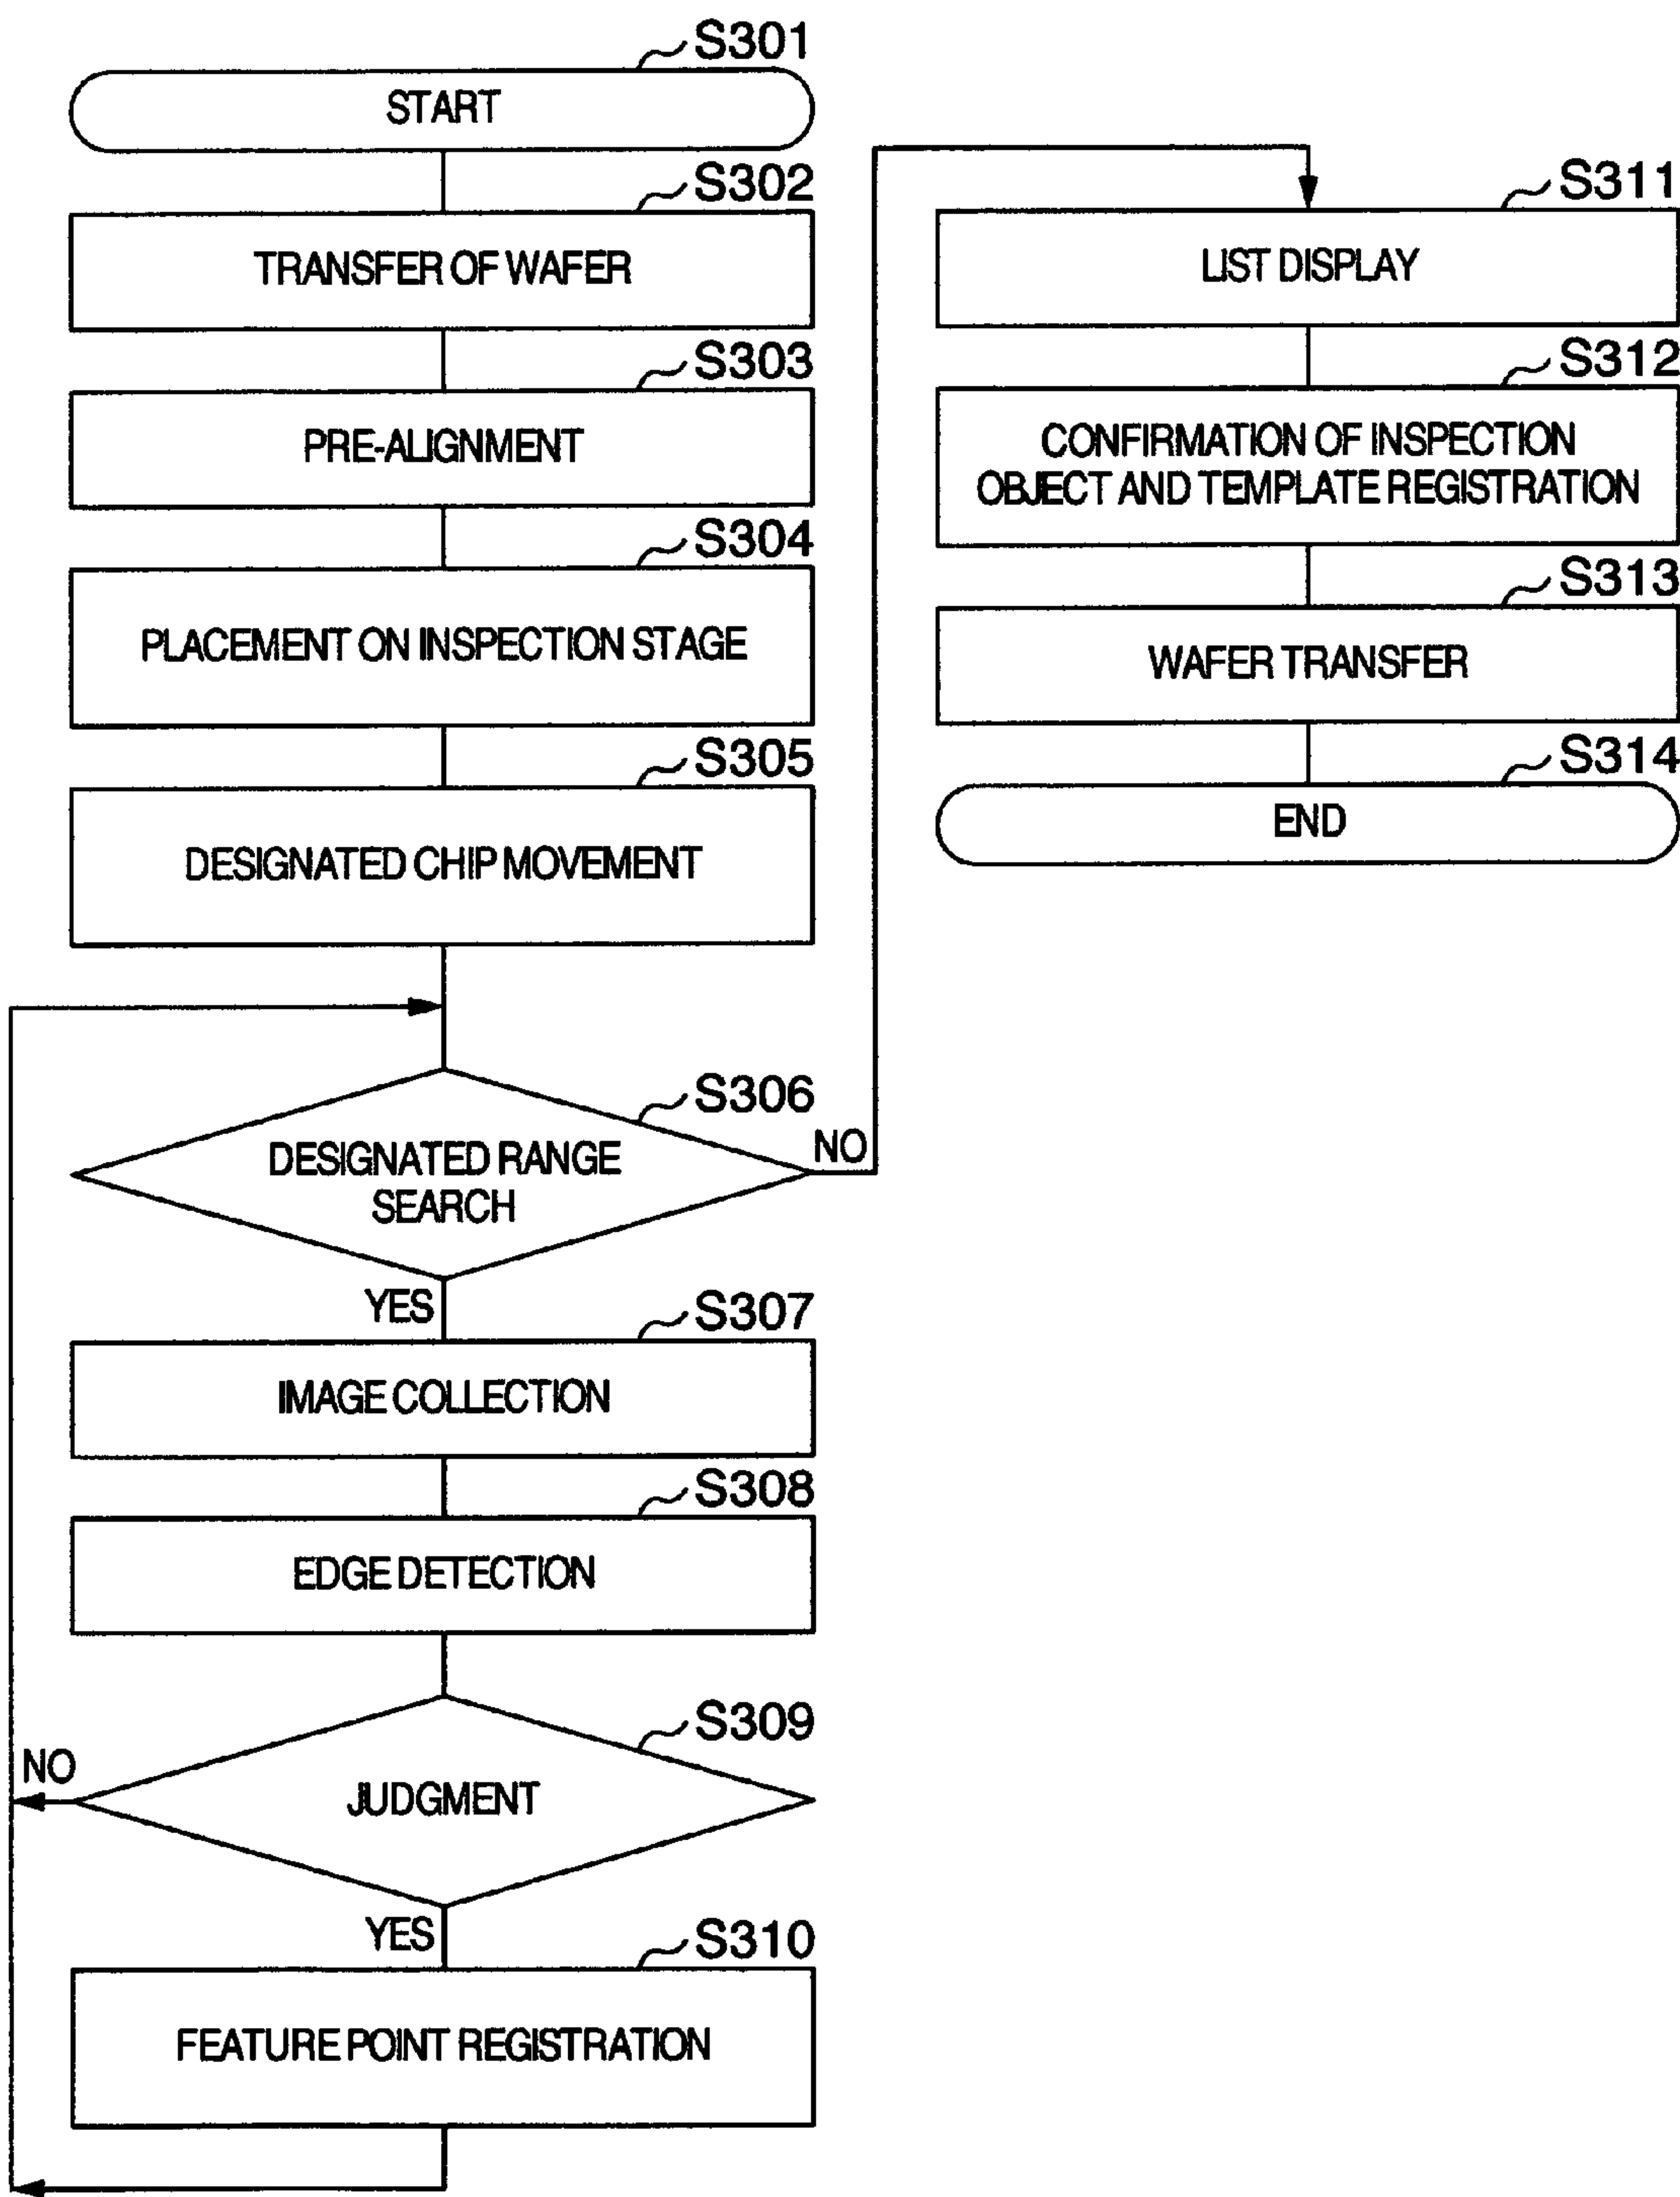 S301
START
S302
TRANSFER OF WAFER
S303
PRE-ALIGNMENT
S304
PLACEMENT ON INSPECTION STAGE
S305
DESIGNATED CHIP MOVEMENT
S306
DESIGNATED RANGE
SEARCH
NO
YES
S307
IMAGE COLLECTION
S308
EDGE DETECTION
S309
JUDGMENT
NO
YES
S310
FEATURE POINT REGISTRATION
S311
LIST DISPLAY
S312
CONFIRMATION OF INSPECTION
OBJECT AND TEMPLATE REGISTRATION
S313
WAFER TRANSFER
S314
END